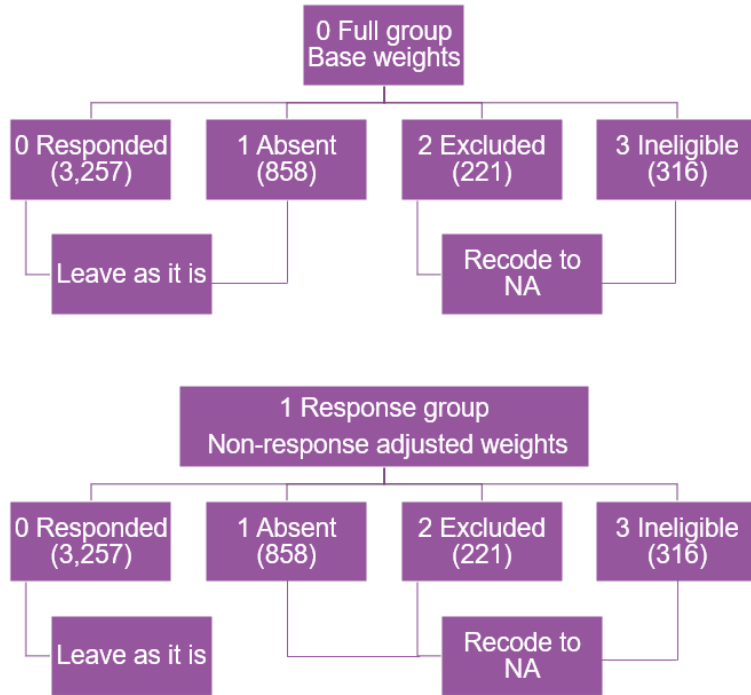 0 Full group
Base weights
0 Responded
(3,257)
1 Absent
(858)
2 Excluded
(221)
3 Ineligible
(316)
Leave as it is
Recode to
NA
1 Response group
Non-response adjusted weights
0 Responded
(3,257)
1 Absent
(858)
2 Excluded
(221)
3 Ineligible
(316)
Leave as it is
Recode to
NA